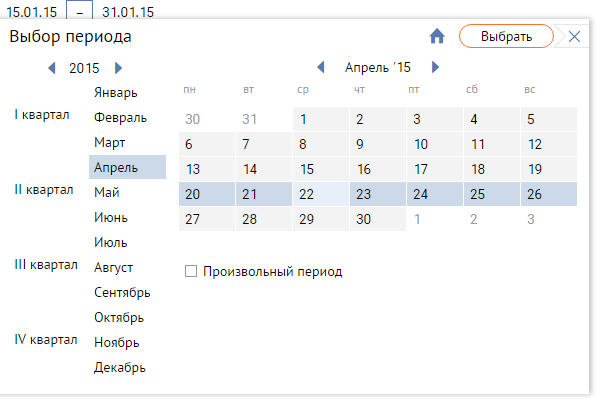 15.01.15 – 31.01.15
Выбор периода
Выбрать
2015
Апрель '15
I квартал
II квартал
III квартал
IV квартал
Январь
Февраль
Март
Апрель
Май
Июнь
Июль
Август
Сентябрь
Октябрь
Ноябрь
Декабрь
пн вт ср чт пт сб вс
30 31 1 2 3 4 5
6 7 8 9 10 11 12
13 14 15 16 17 18 19
20 21 22 23 24 25 26
27 28 29 30 1 2 3
Произвольный период